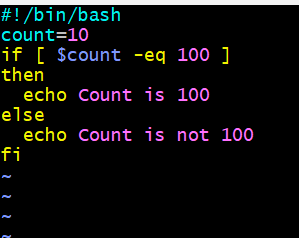 #!/bin/bash
count=10
if [ $count -eq 100 ]
then
  echo Count is 100
else
  echo Count is not 100
fi
~
~
~
~